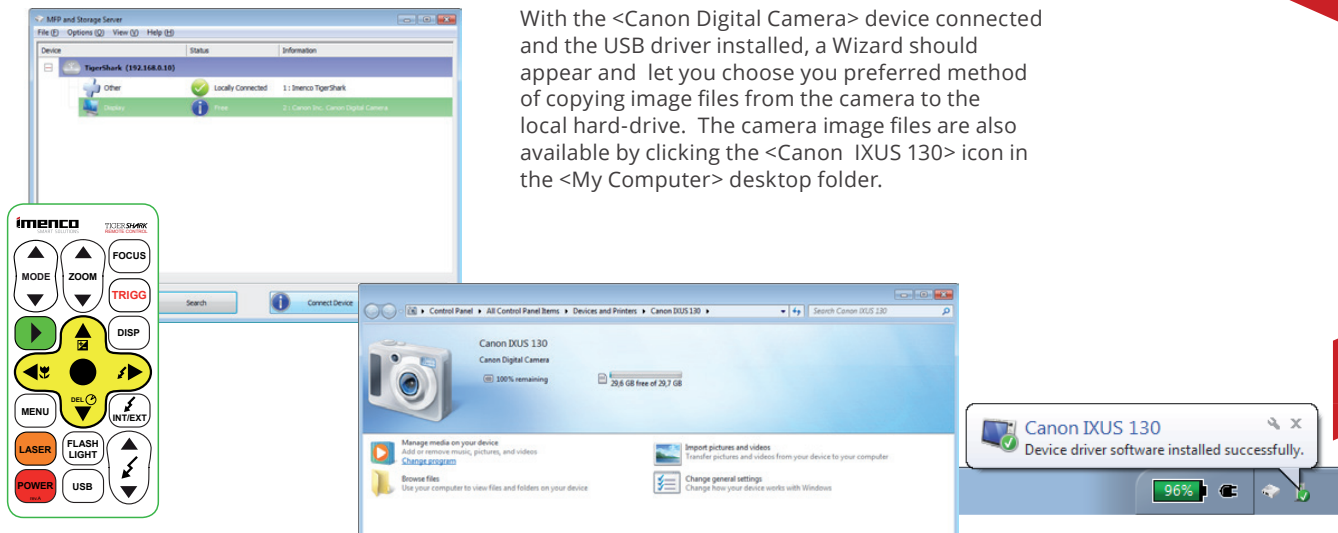 MFP and Storage Server
File (F) Options (O) View (V) Help (H)
Device Status Information
TigerShark (192.168.0.10)
Other Locally Connected 1 : Imenco TigerShark
Display Free 2 : Canon Inc. Canon Digital Camera
Search Connect Device
With the <Canon Digital Camera> device connected
and the USB driver installed, a Wizard should
appear and let you choose you preferred method
of copying image files from the camera to the
local hard-drive. The camera image files are also
available by clicking the <Canon IXUS 130> icon in
the <My Computer> desktop folder.
imenco
SMART SOLUTIONS
TIGERSHARK
REMOTE CONTROL
MODE ZOOM FOCUS
TRIGG
DISP
DEL
MENU INT/EXT
LASER FLASH LIGHT
POWER USB
Control Panel All Control Panel Items Devices and Printers Canon IXUS 130 Search Canon IXUS 130
Canon IXUS 130
Canon Digital Camera
100% remaining 29,6 GB free of 29,7 GB
Manage media on your device
Add or remove music, pictures, and videos
Change program
Browse files
Use your computer to view files and folders on your device
Import pictures and videos
Transfer pictures and videos from your device to your computer
Change general settings
Change how your device works with Windows
Canon IXUS 130
Device driver software installed successfully.
96%